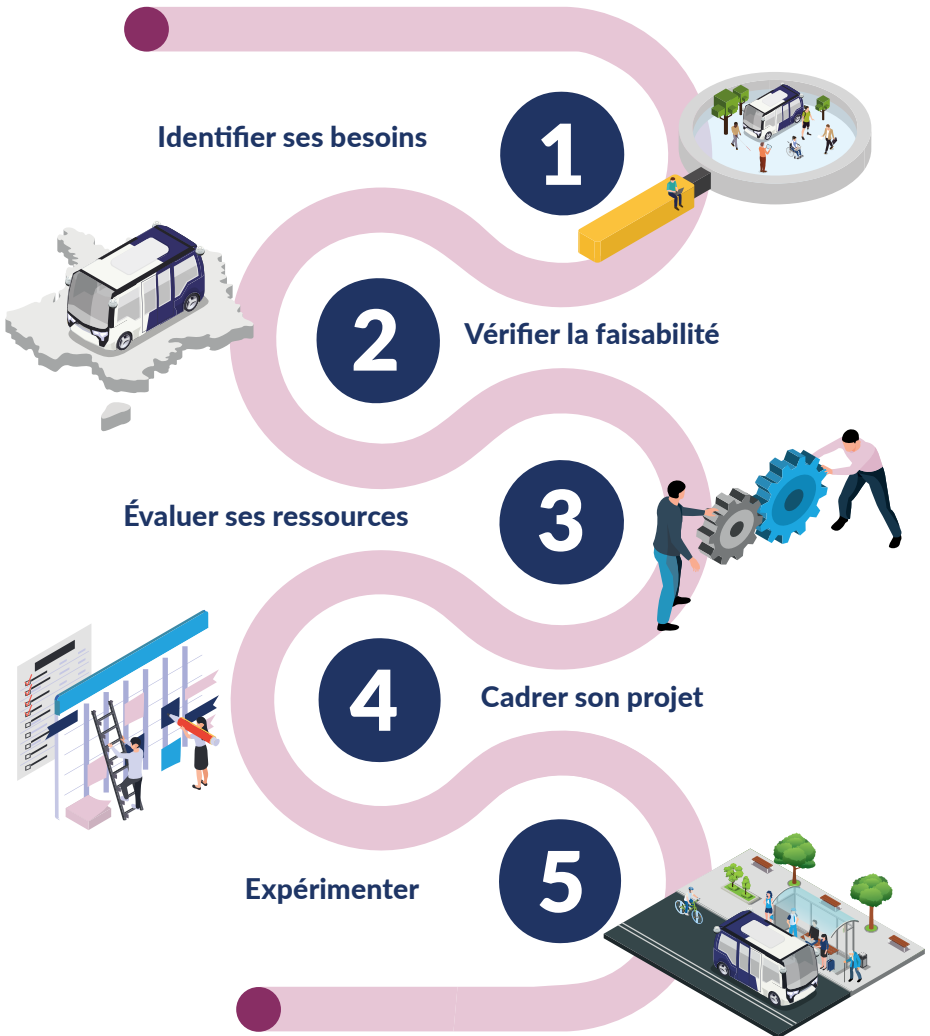 Identifier ses besoins
1
2
Vérifier la faisabilité
Évaluer ses ressources
3
4
Cadrer son projet
Expérimenter
5